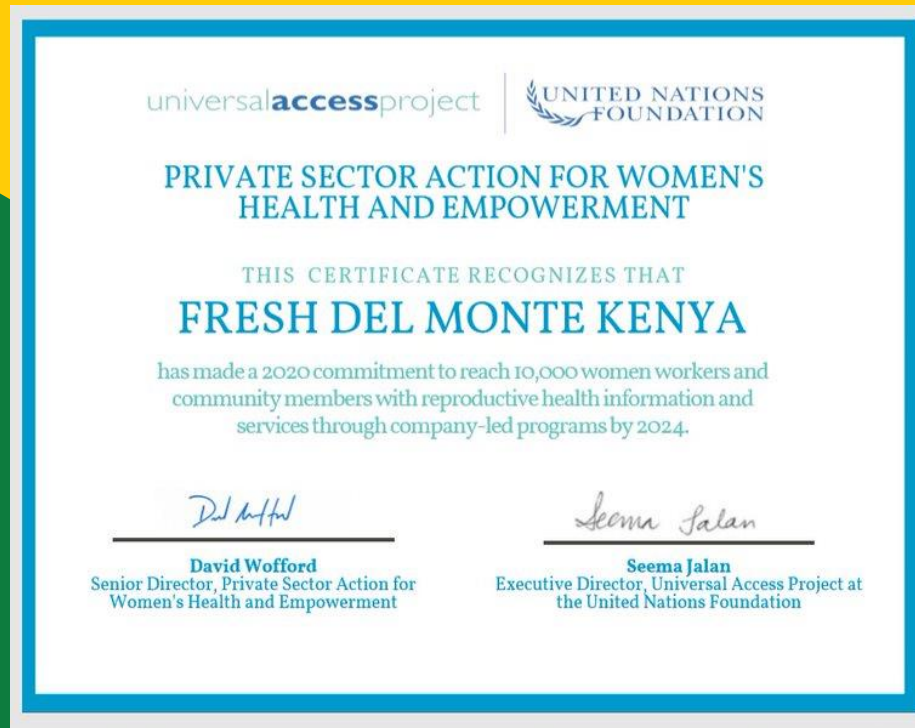 universalaccessproject
UNITED NATIONS
FOUNDATION
PRIVATE SECTOR ACTION FOR WOMEN'S
HEALTH AND EMPOWERMENT
THIS CERTIFICATE RECOGNIZES THAT
FRESH DEL MONTE KENYA
has made a 2020 commitment to reach 10,000 women workers and
community members with reproductive health information and
services through company-led programs by 2024.
Seema Jalan
David Wofford
Senior Director, Private Sector Action for
Women's Health and Empowerment
Seema Jalan
Executive Director, Universal Access Project at
the United Nations Foundation